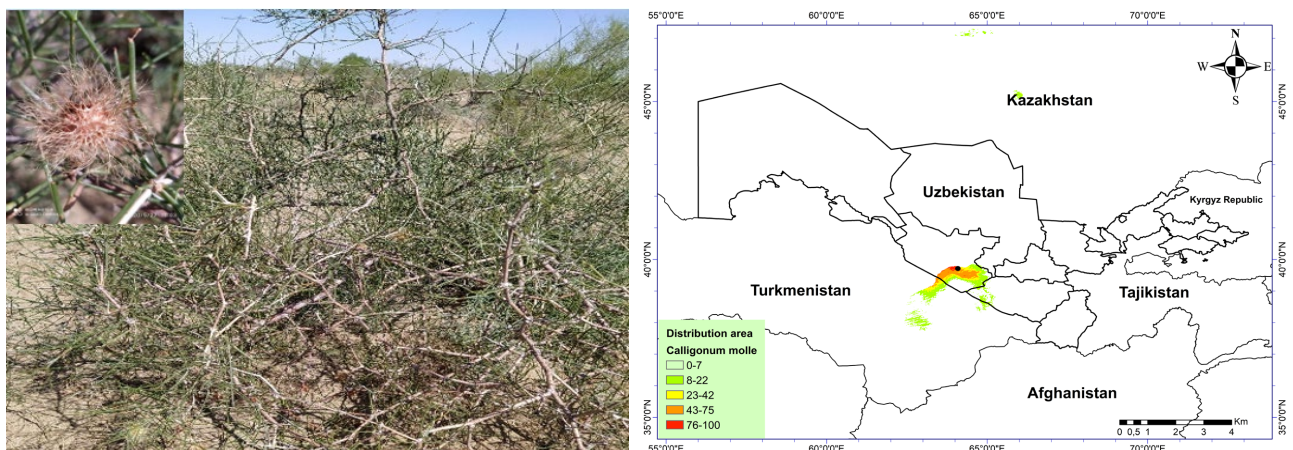 55°0'0"E 60°0'0"E 65°0'0"E 70°0'0"E
N
W E
S
45°0'0"N 45°0'0"N
Kazakhstan
Uzbekistan
Kyrgyz Republic
40°0'0"N 40°0'0"N
Turkmenistan
Tajikistan
Distribution area
Calligonum molle
0-7
8-22
23-42
43-75
76-100
Afghanistan
Km
0 0,5 1 2 3 4
35°0'0"N 35°0'0"N
55°0'0"E 60°0'0"E 65°0'0"E 70°0'0"E